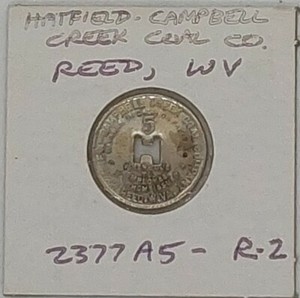 HATFIELD-CAMPBELL
CREEK COAL CO.
REED, WV
5
H
2377A5- R-2